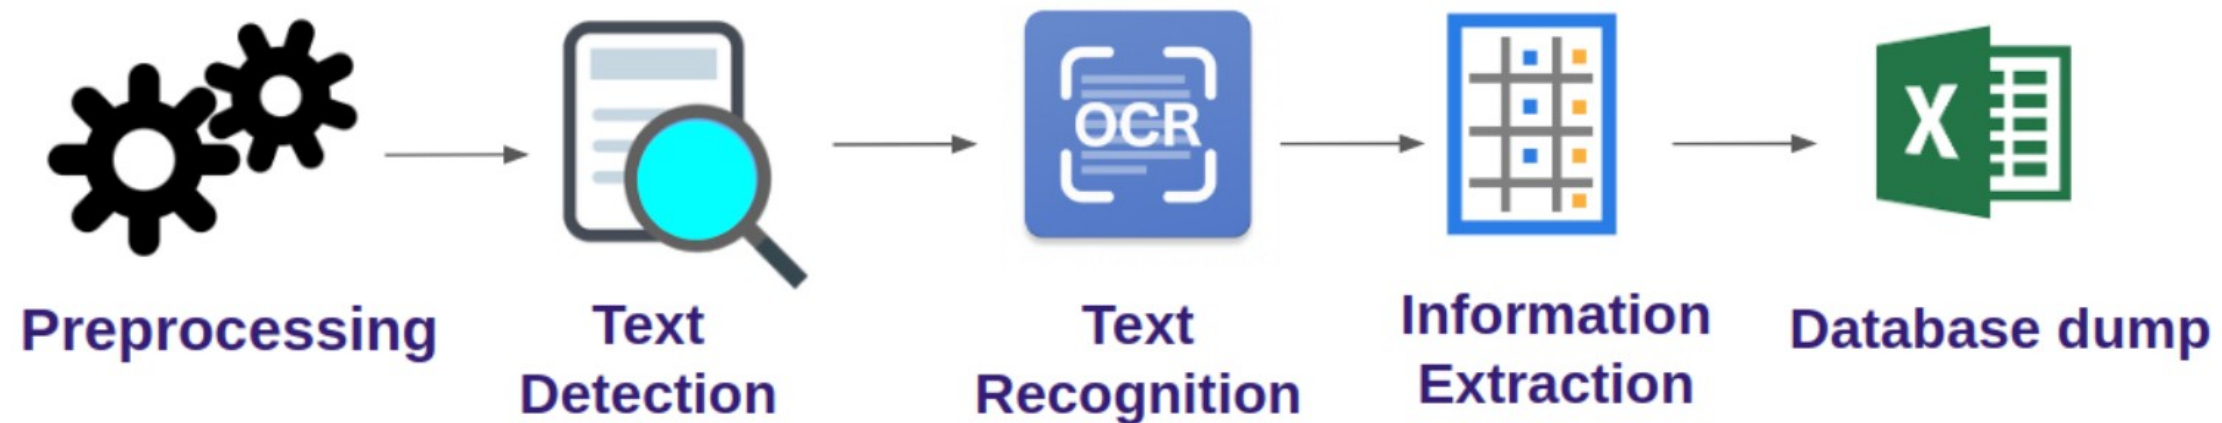 Preprocessing
Text
Detection
OCR
Text
Recognition
Information
Extraction
X
Database dump